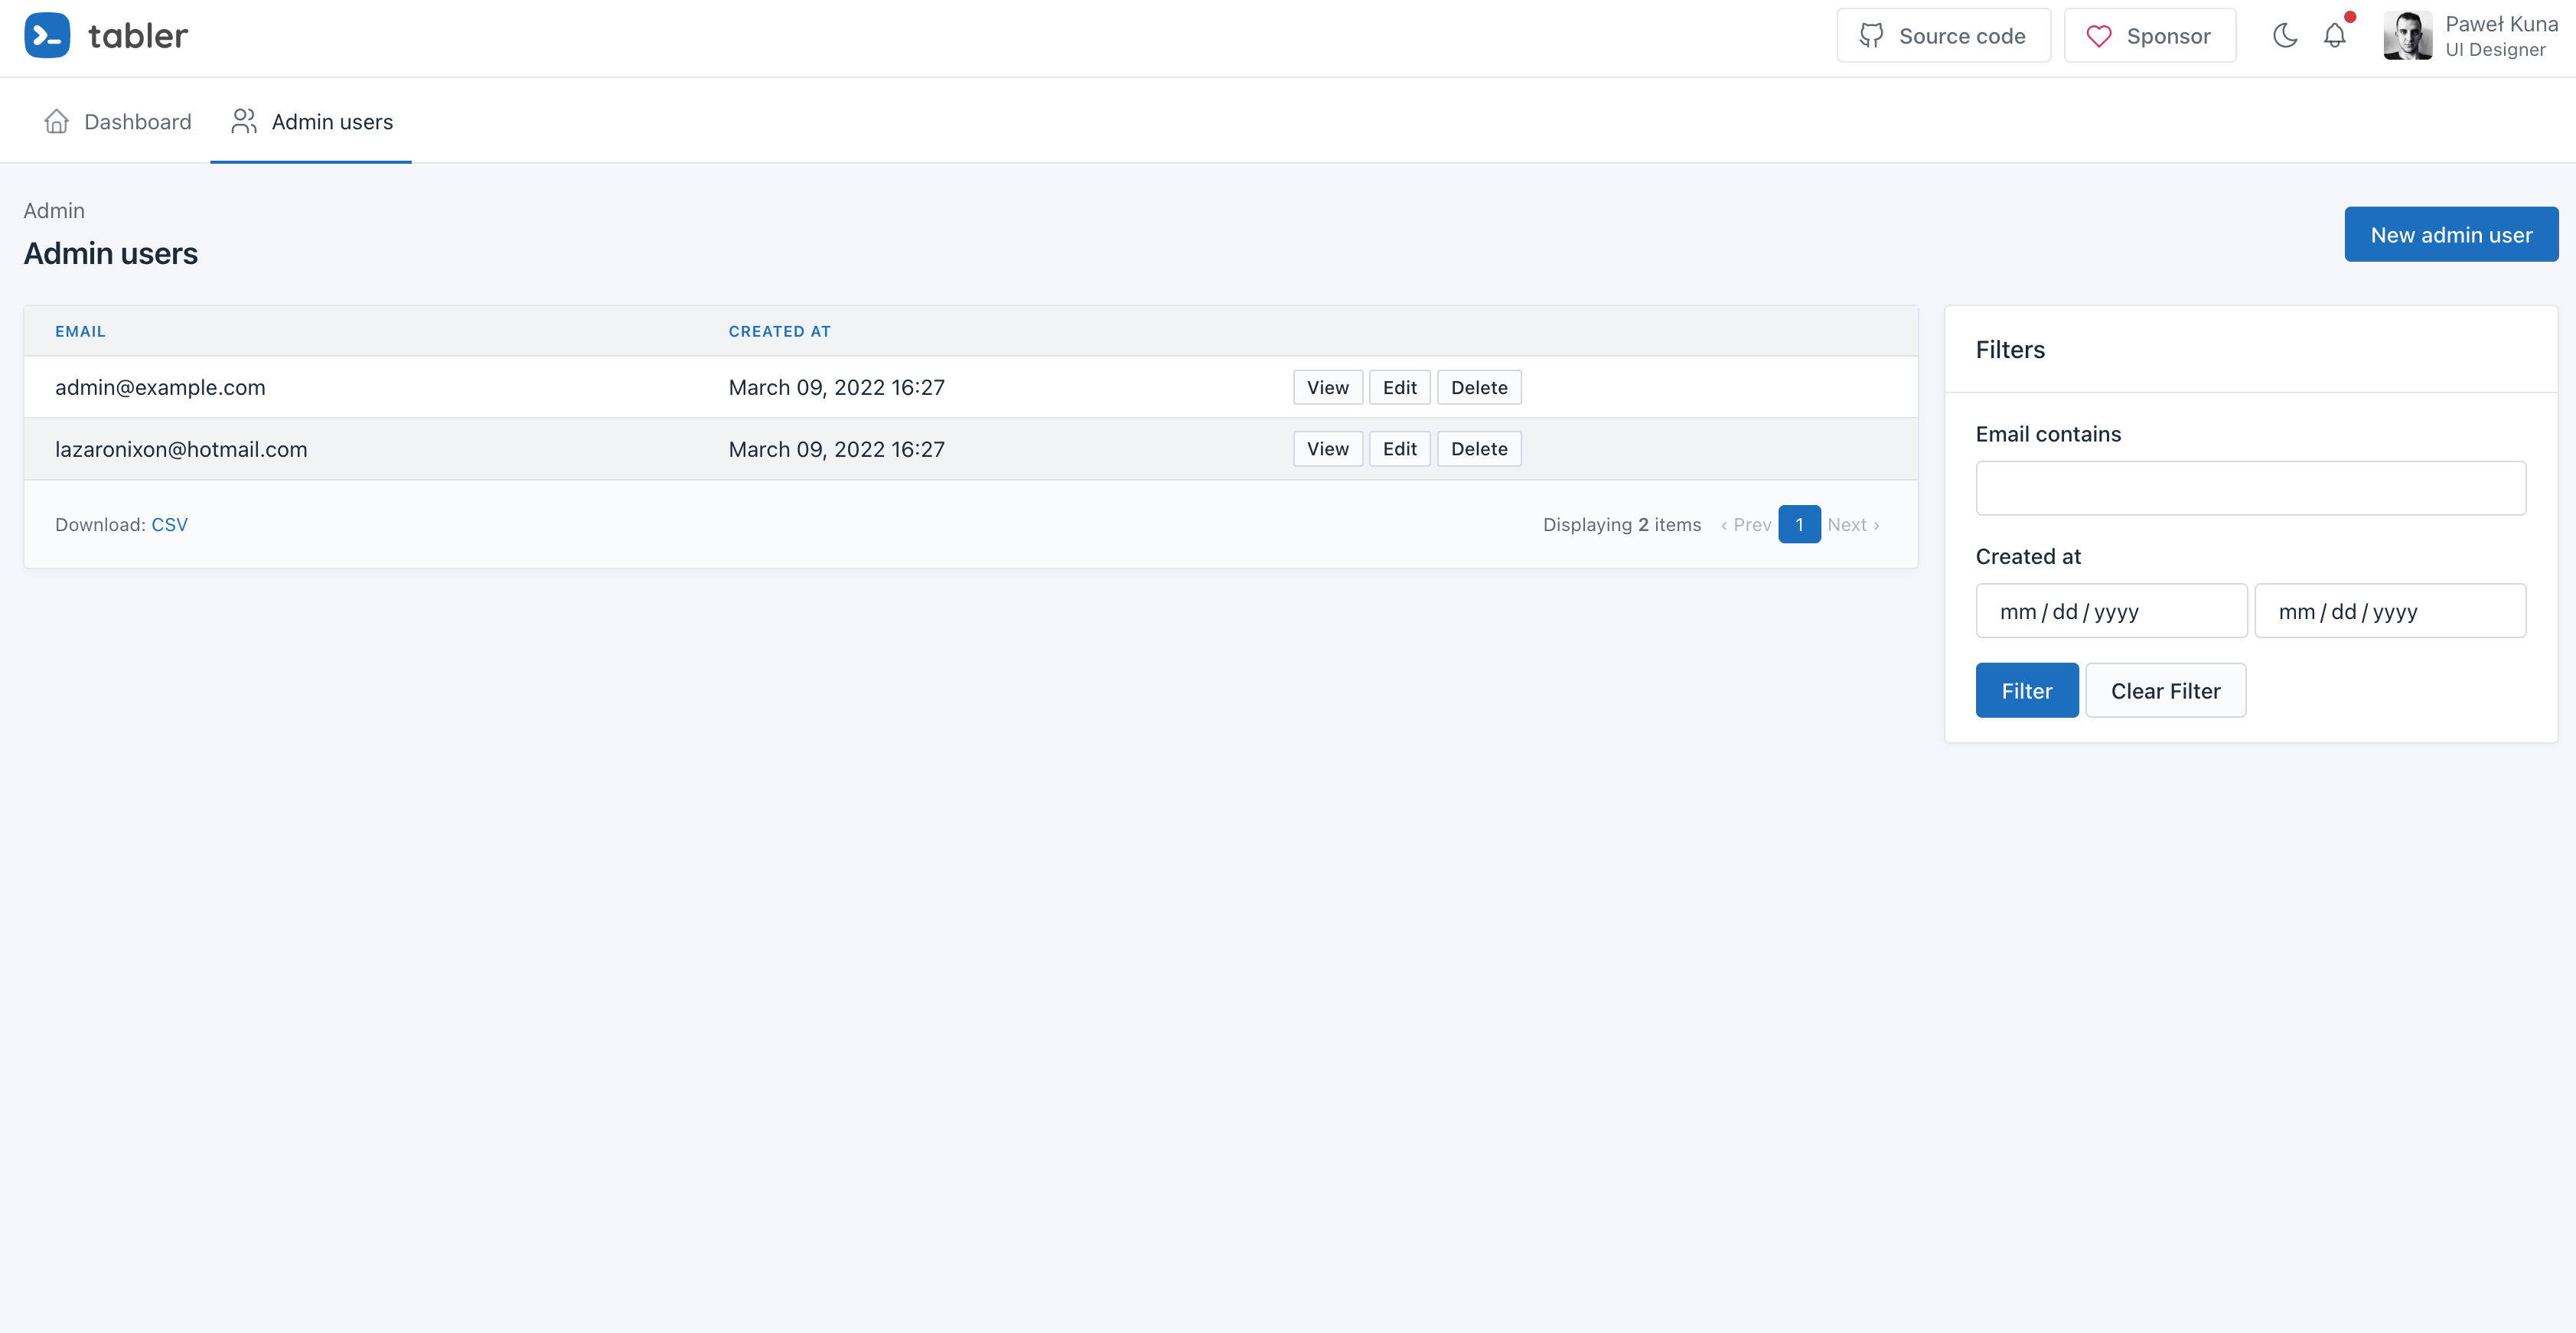 tabler
Source code
Sponsor
Paweł Kuna
UI Designer
Dashboard
Admin users
Admin
Admin users
New admin user
EMAIL CREATED AT
admin@example.com March 09, 2022 16:27 View Edit Delete
lazaronixon@hotmail.com March 09, 2022 16:27 View Edit Delete
Download: CSV
Displaying 2 items ‹ Prev 1 Next ›
Filters
Email contains
Created at
mm/dd/yyyy mm/dd/yyyy
Filter Clear Filter